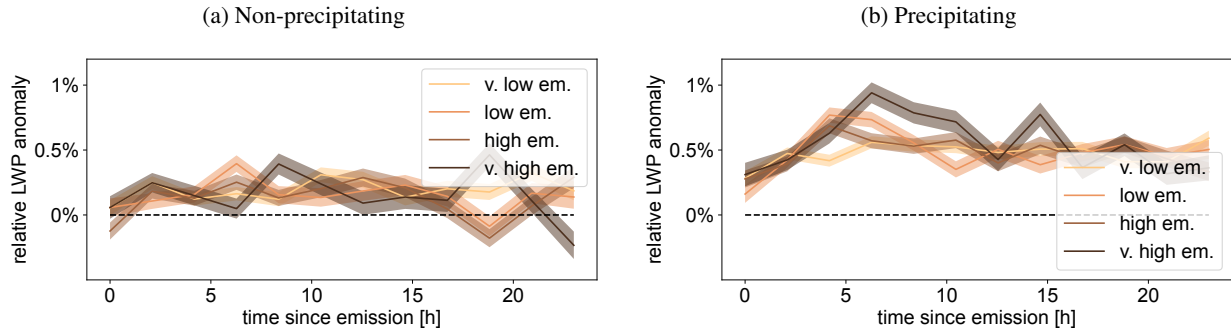 (a) Non-precipitating
relative LWP anomaly
1%
0.5%
0%
v. low em.
low em.
high em.
v. high em.
0
5
10
15
20
time since emission [h]
(b) Precipitating
relative LWP anomaly
1%
0.5%
0%
v. low em.
low em.
high em.
v. high em.
0
5
10
15
20
time since emission [h]